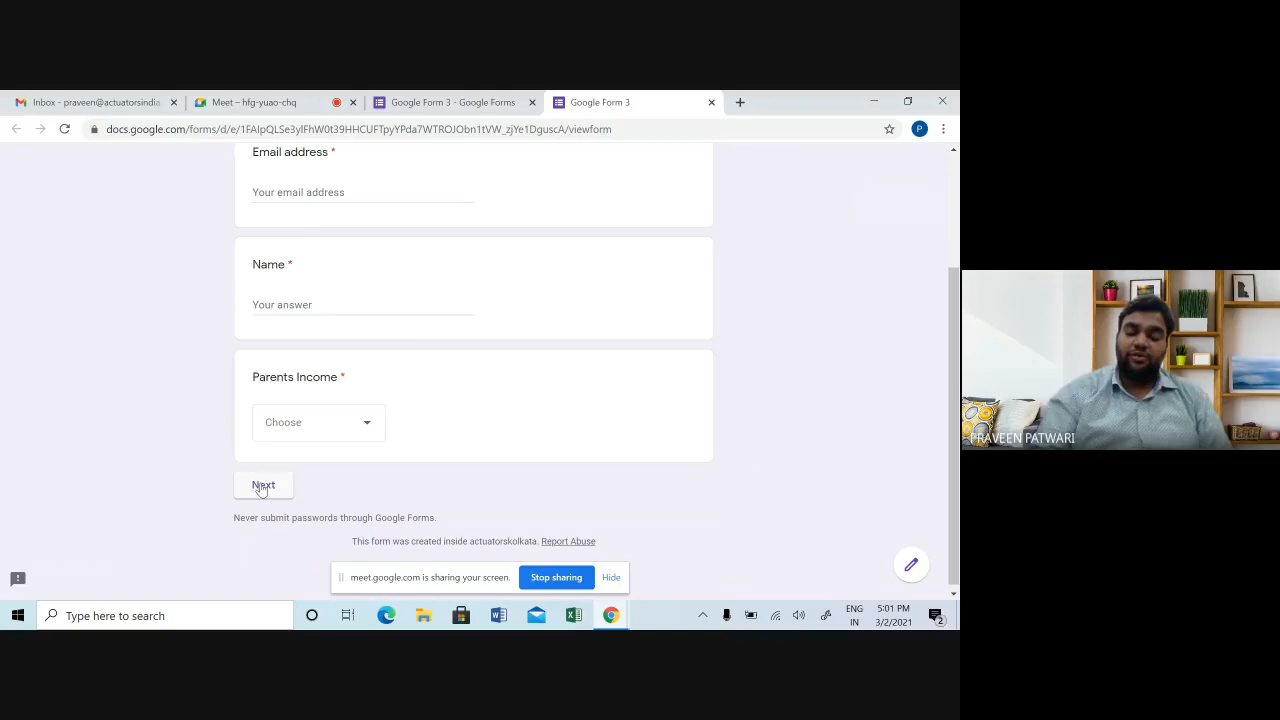 Inbox - praveen@actuatorsindia
Meet – hfg-yuao-chq
Google Form 3 - Google Forms
Google Form 3
docs.google.com/forms/d/e/1FAIpQLSe3yIFhW0t39HHCUFTpyYPda7WTROJObn1tVW_zjYe1DguscA/viewform
P
Email address *
Your email address
Name *
Your answer
Parents Income *
Choose
Next
Never submit passwords through Google Forms.
This form was created inside actuatorskolkata. Report Abuse
meet.google.com is sharing your screen. Stop sharing Hide
PRAVEEN PATWARI
Type here to search
ENG
IN
5:01 PM
3/2/2021
2